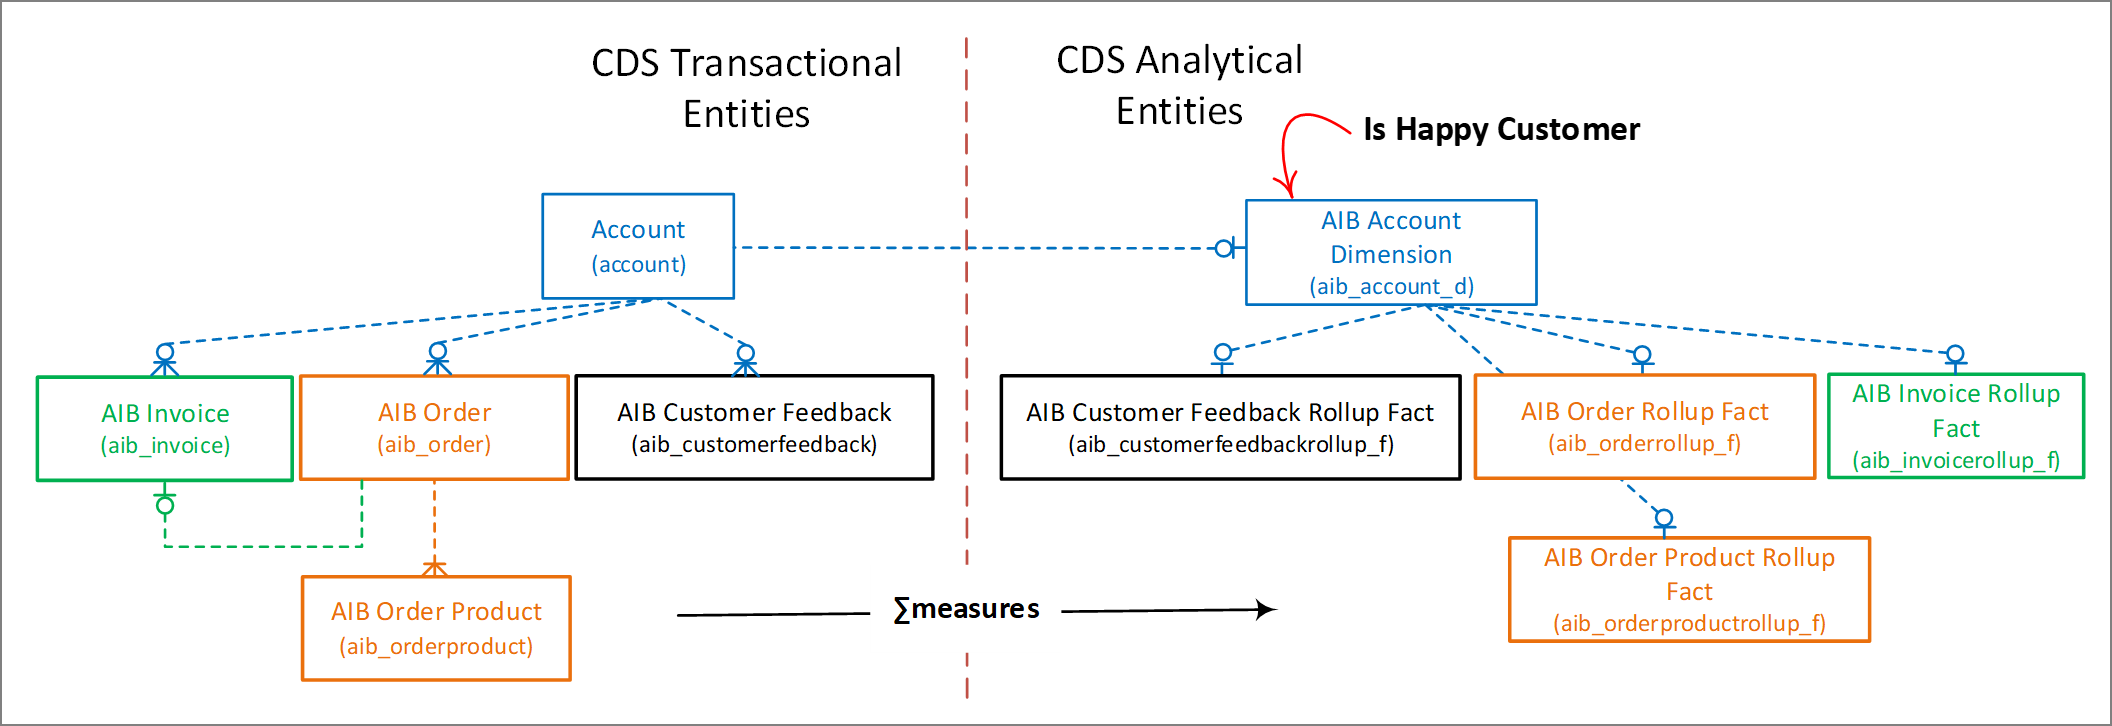 CDS Transactional
Entities
CDS Analytical
Entities
Is Happy Customer
Account
(account)
AIB Account
Dimension
(aib_account_d)
AIB Invoice
(aib_invoice)
AIB Order
(aib_order)
AIB Customer Feedback
(aib_customerfeedback)
AIB Customer Feedback Rollup Fact
(aib_customerfeedbackrollup_f)
AIB Order Rollup Fact
(aib_orderrollup_f)
AIB Invoice Rollup
Fact
(aib_invoicerollup_f)
AIB Order Product
(aib_orderproduct)
∑measures
AIB Order Product Rollup
Fact
(aib_orderproductrollup_f)